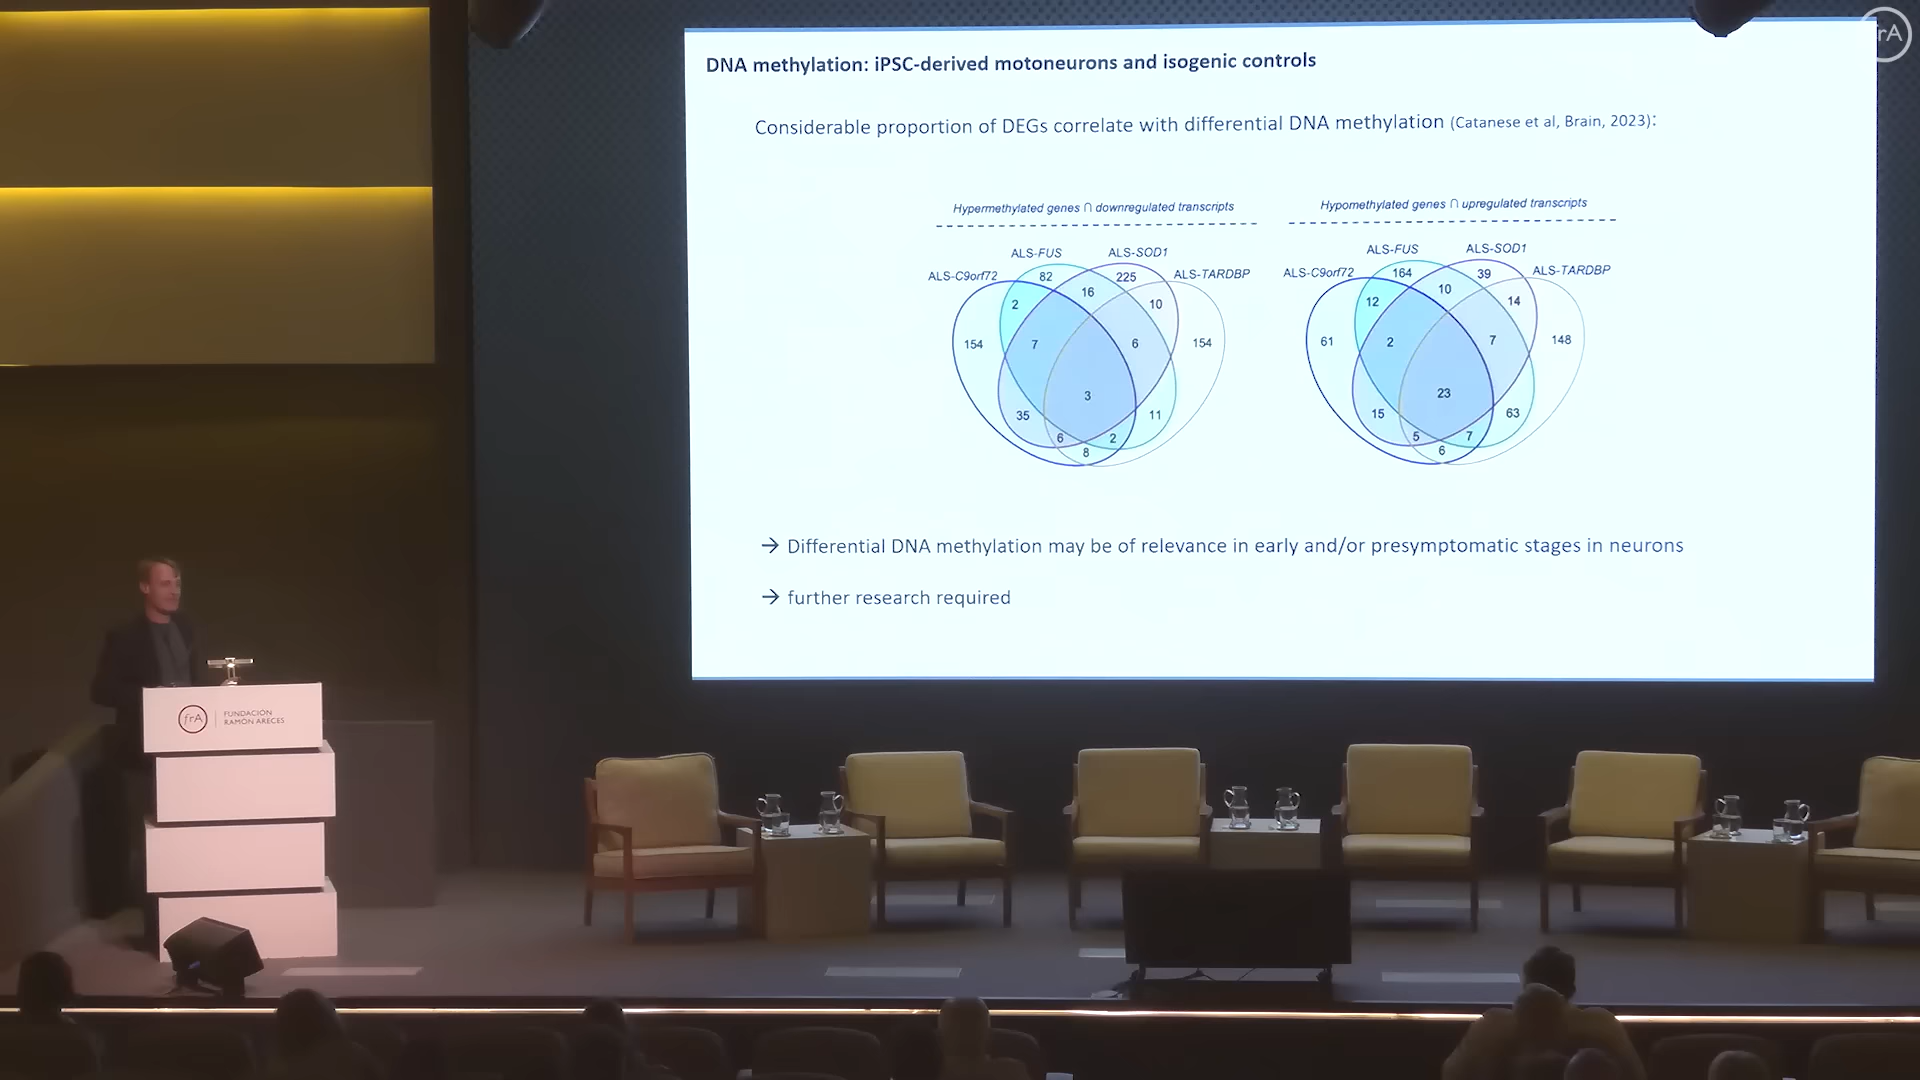 DNA methylation: iPSC-derived motoneurons and isogenic controls
Considerable proportion of DEGs correlate with differential DNA methylation (Catanese et al, Brain, 2023):
Hypermethylated genes ∩ downregulated transcripts
ALS-FUS
ALS-SOD1
ALS-C9orf72
ALS-TARDBP
82
225
2
16
10
154
7
6
154
3
35
11
6
2
8
Hypomethylated genes ∩ upregulated transcripts
ALS-FUS
ALS-SOD1
ALS-C9orf72
ALS-TARDBP
164
39
12
10
14
61
2
7
148
23
15
63
5
7
6
→ Differential DNA methylation may be of relevance in early and/or presymptomatic stages in neurons
→ further research required
frA
FUNDACIÓN
RAMÓN ARECES
frA